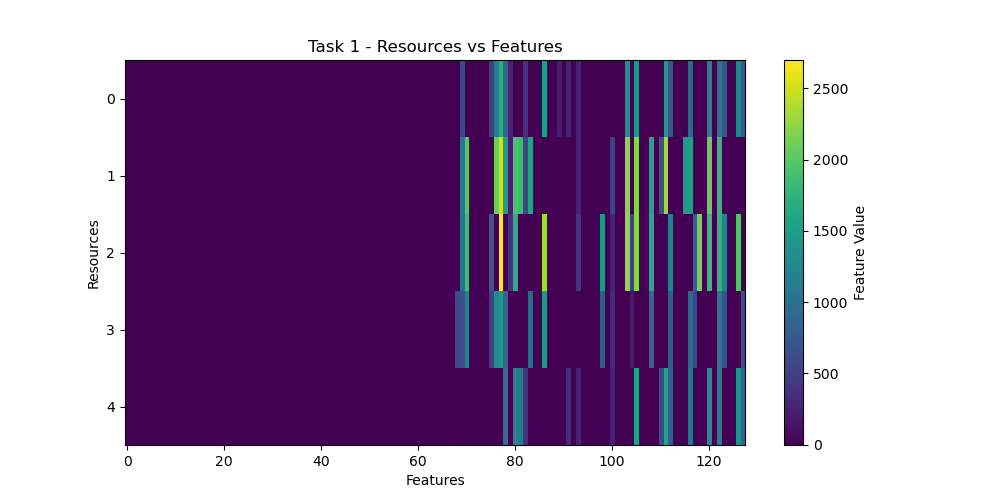 Task 1 - Resources vs Features
Resources
0
1
2
3
4
0 20 40 60 80 100 120
Features
2500
2000
1500
1000
500
0
Feature Value